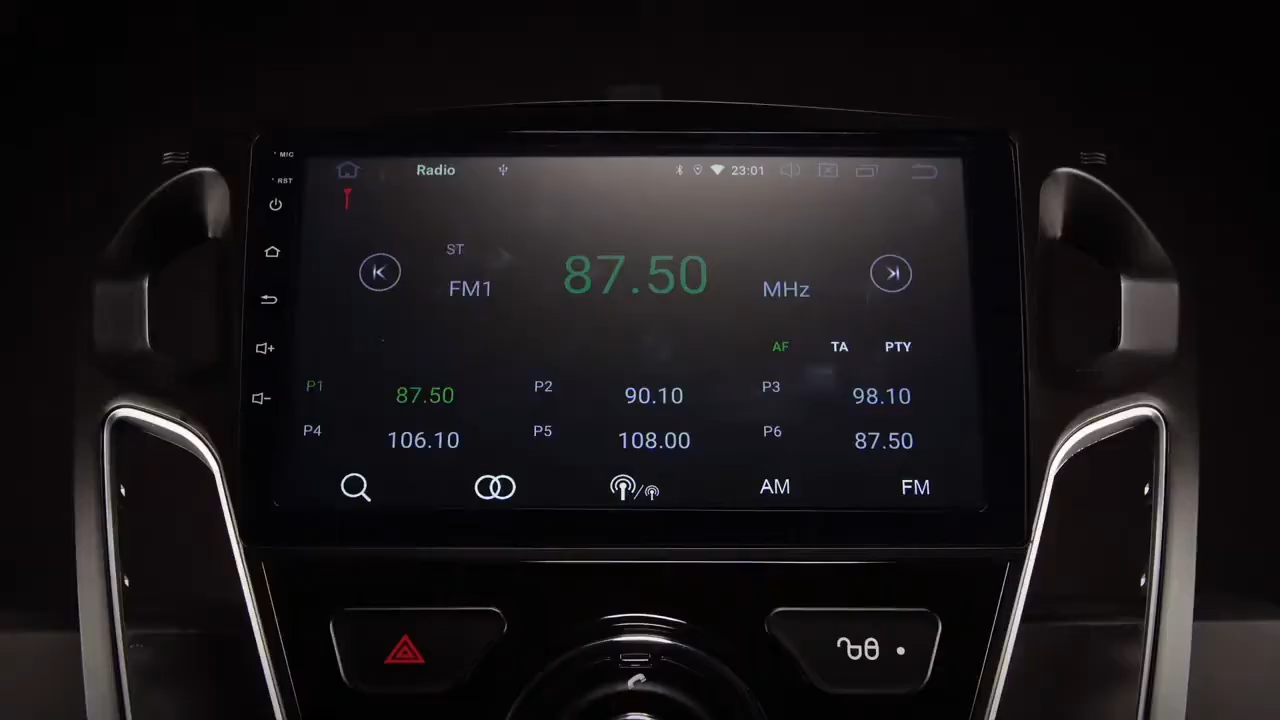 MIC
RST
Radio 23:01
ST
FM1 87.50 MHz
AF TA PTY
P1 87.50 P2 90.10 P3 98.10
P4 106.10 P5 108.00 P6 87.50
AM FM